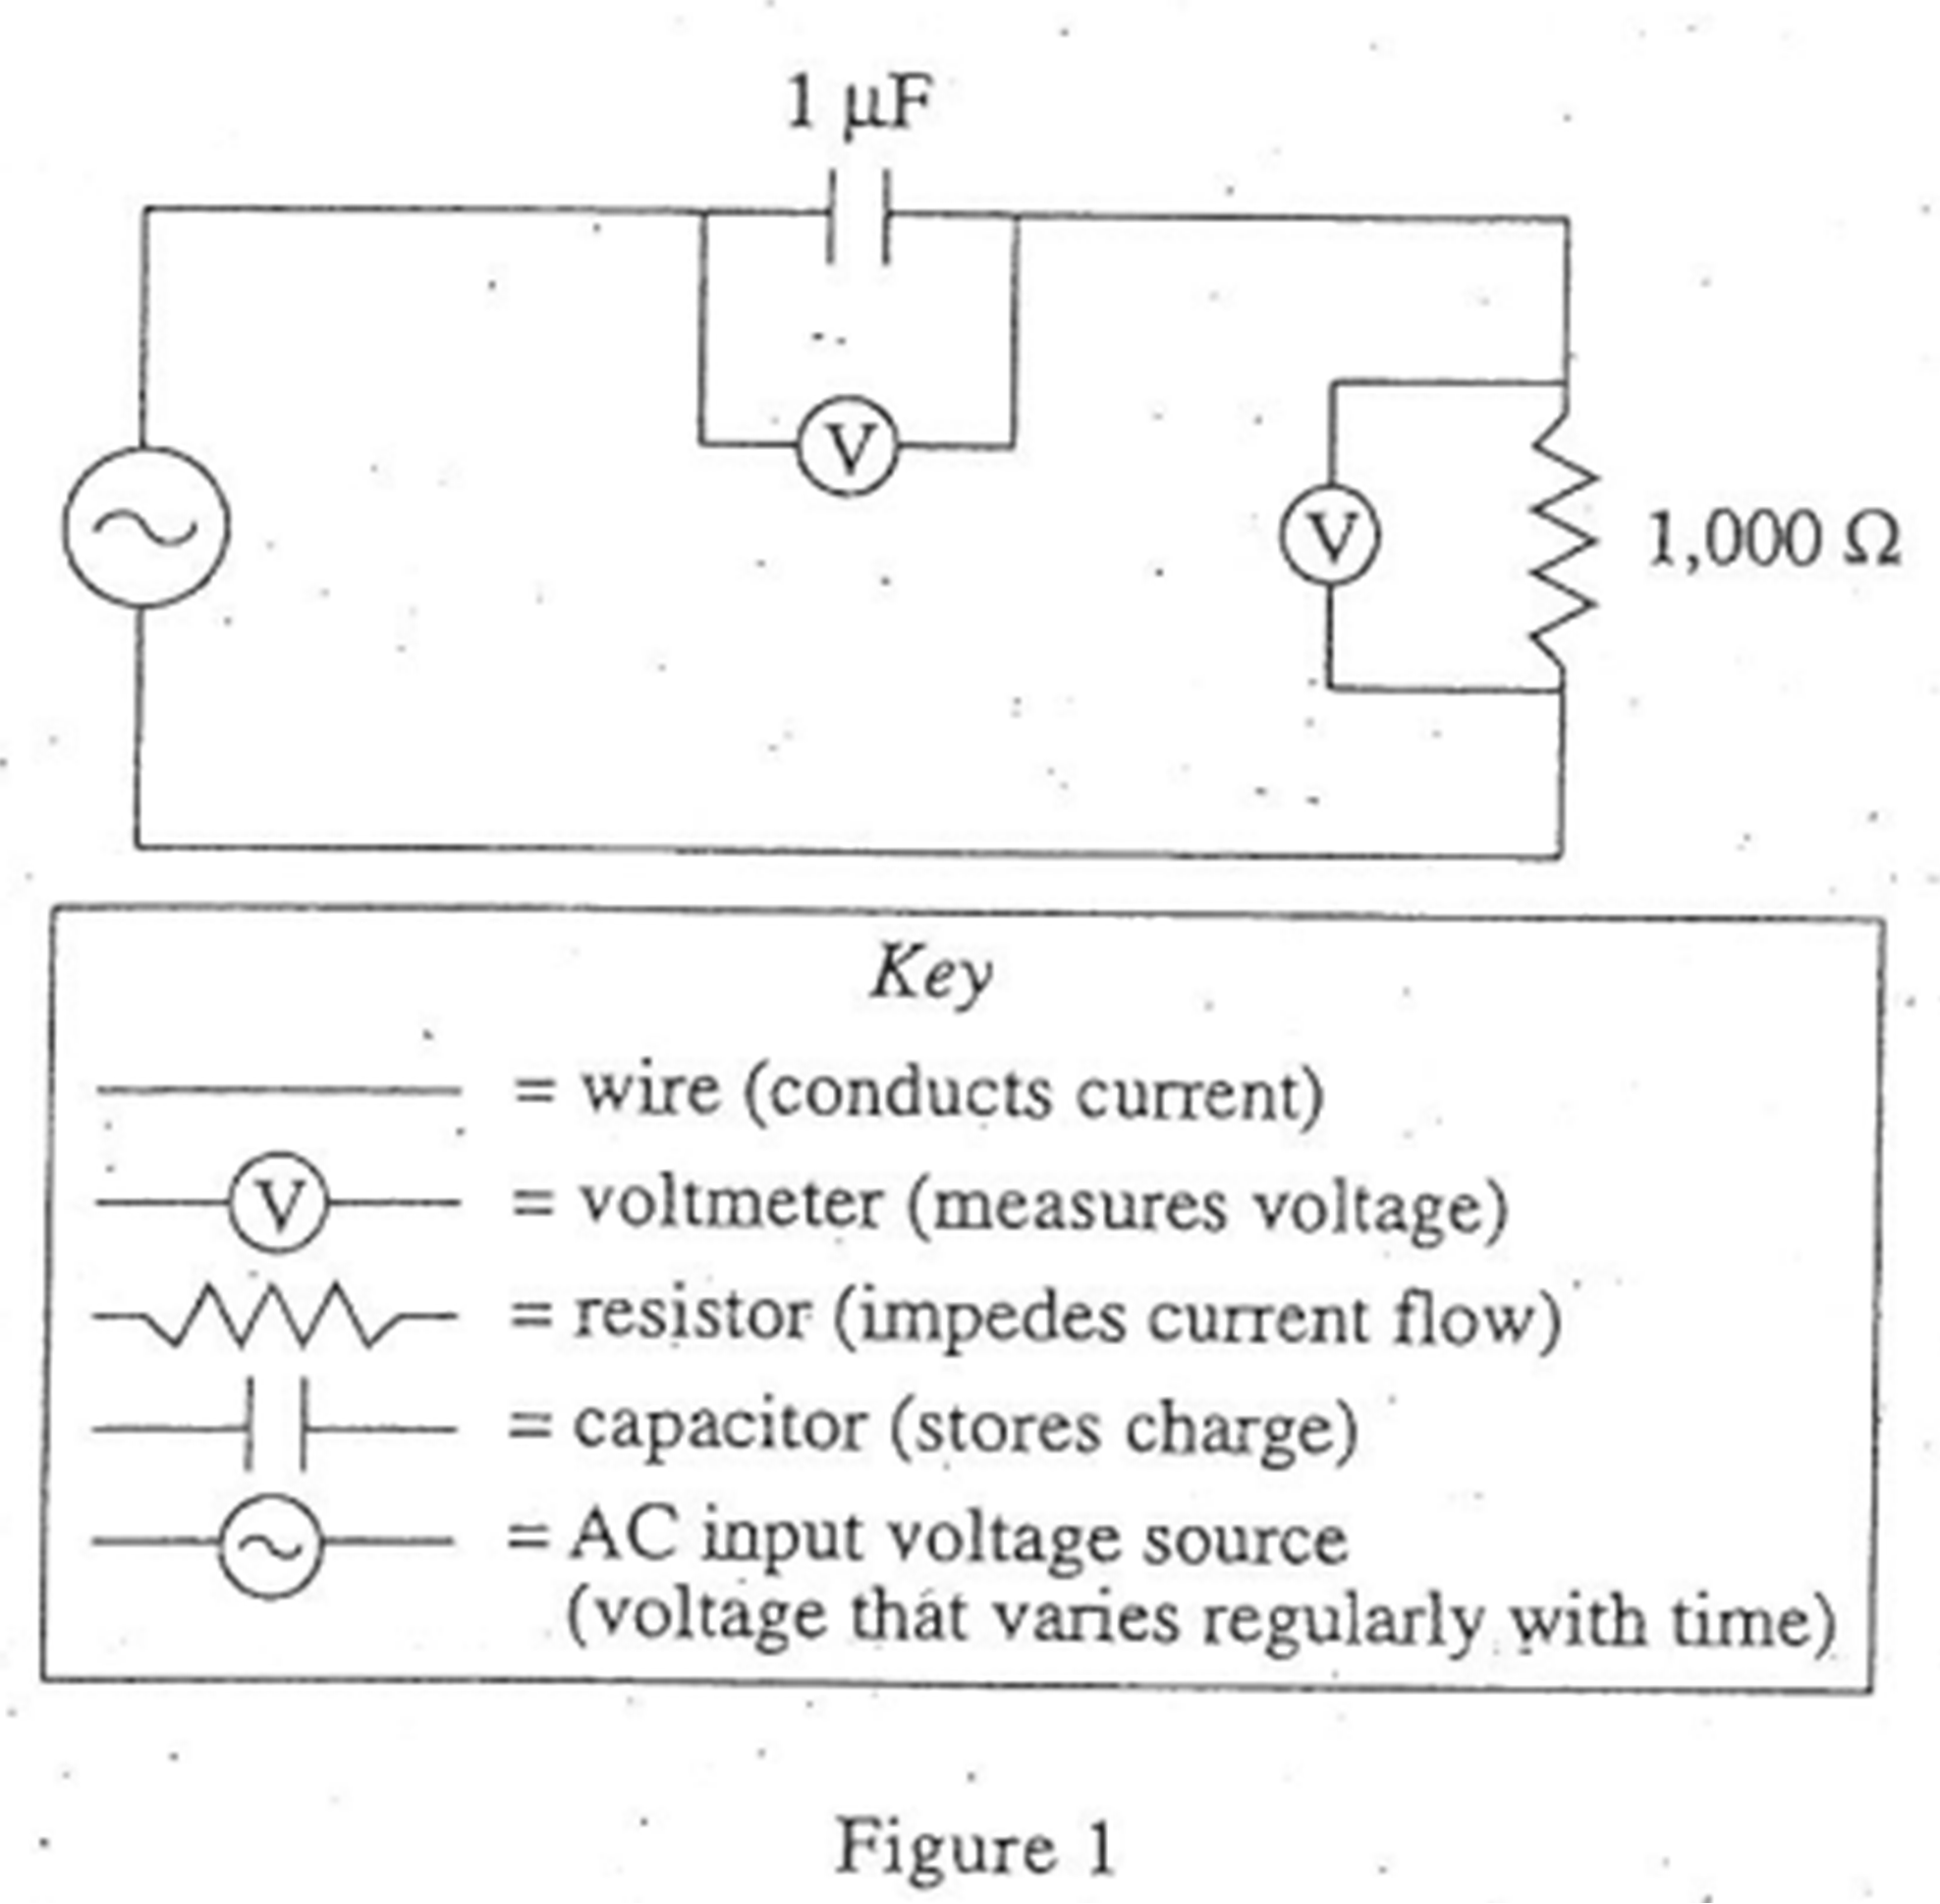 1 μF
V
V
1,000 Ω
Key
= wire (conducts current)
V
= voltmeter (measures voltage)
= resistor (impedes current flow)
= capacitor (stores charge)
= AC input voltage source
(voltage that varies regularly with time)
Figure 1